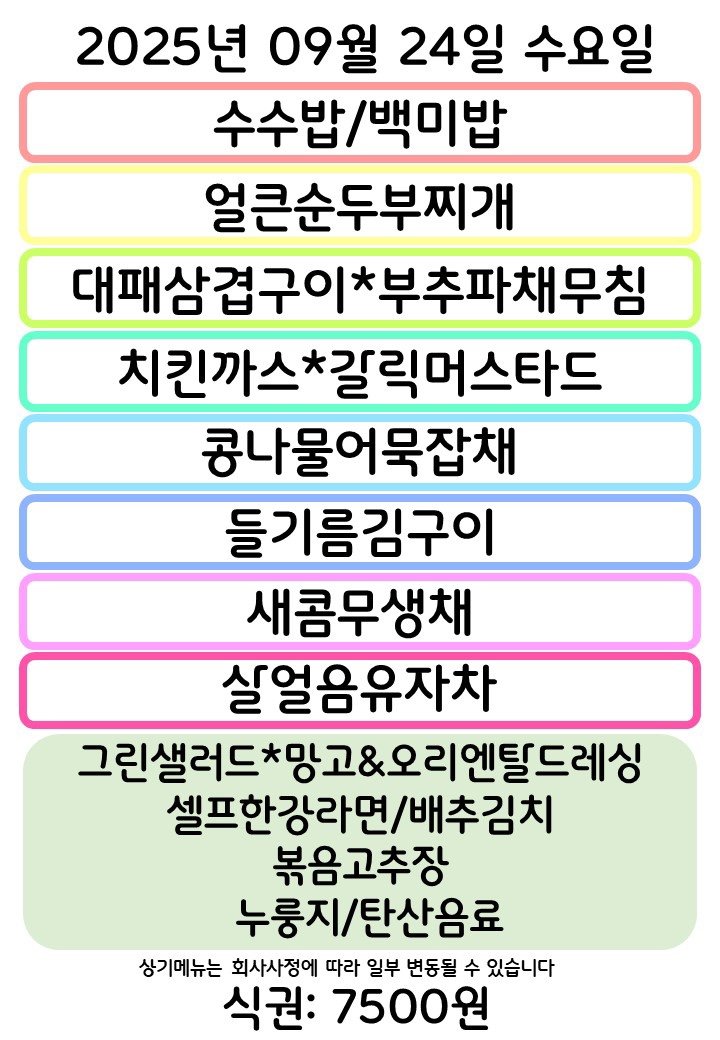 2025년 09월 24일 수요일
수수밥/백미밥
얼큰순두부찌개
대패삼겹구이*부추파채무침
치킨까스*갈릭머스타드
콩나물어묵잡채
들기름김구이
새콤무생채
살얼음유자차
그린샐러드*망고&오리엔탈드레싱
셀프한강라면/배추김치
볶음고추장
누룽지/탄산음료
상기메뉴는 회사사정에 따라 일부 변동될 수 있습니다
식권: 7500원